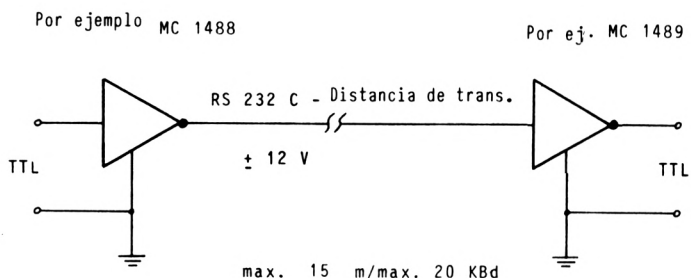 Por ejemplo MC 1488
Por ej. MC 1489
RS 232 C - Distancia de trans.
TTL
± 12 V
TTL
max. 15 m/max. 20 KBd